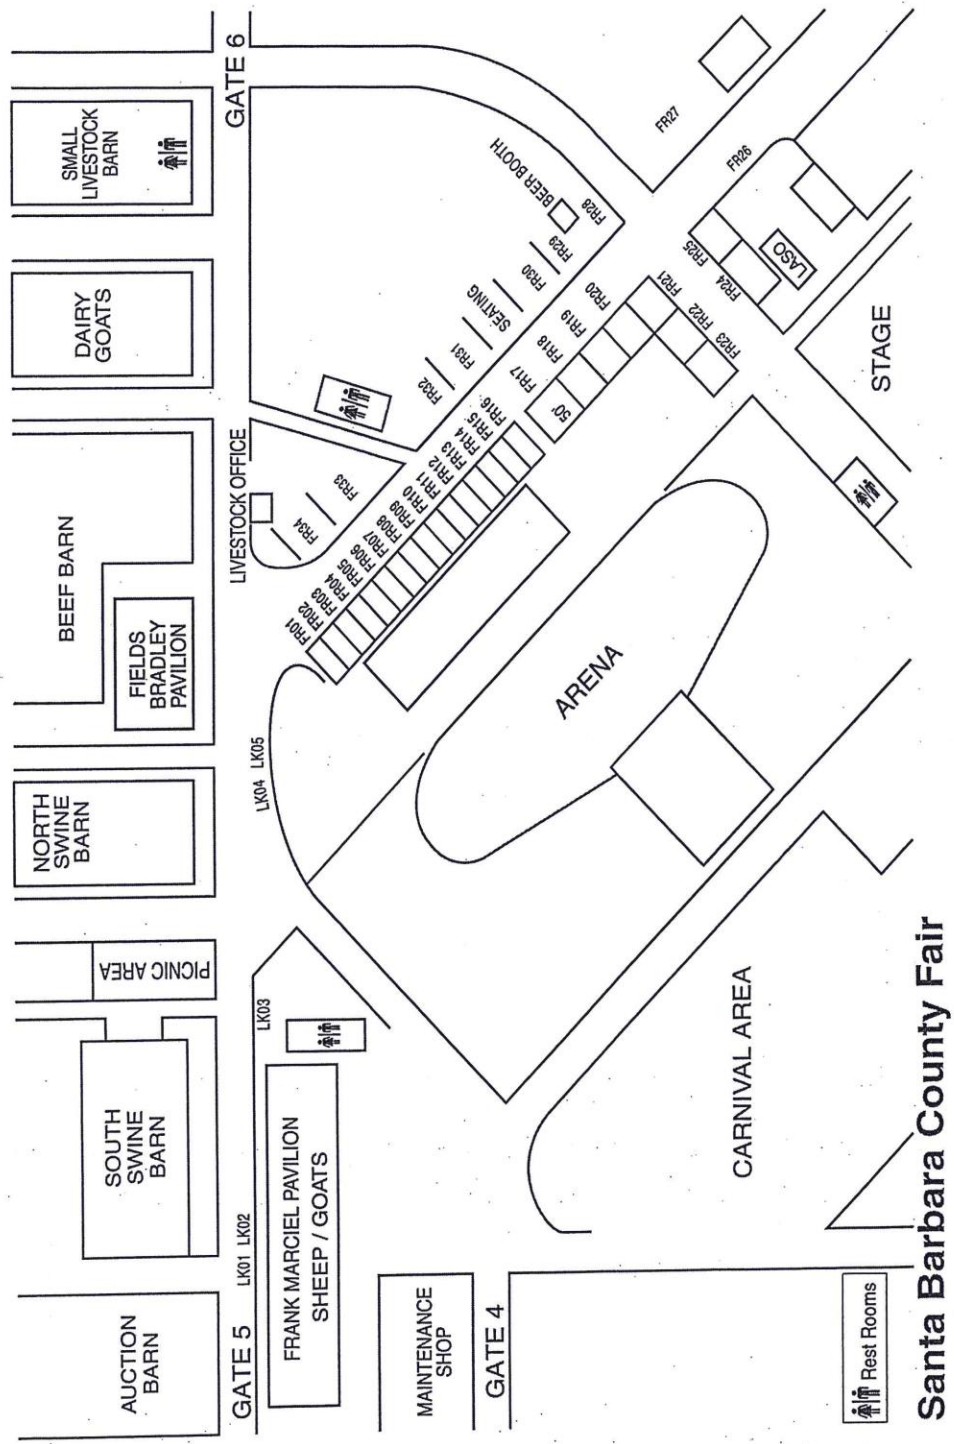 AUCTION
BARN
SOUTH
SWINE
BARN
PICNIC AREA
NORTH
SWINE
BARN
BEEF BARN
FIELDS
BRADLEY
PAVILION
DAIRY
GOATS
SMALL
LIVESTOCK
BARN
GATE 5
LK01 LK02
LK03
LK04 LK05
LIVESTOCK OFFICE
GATE 6
FRANK MARCIEL PAVILION
SHEEP / GOATS
MAINTENANCE
SHOP
GATE 4
FR34
FR33
FR32
FR31
SEATING
FR30
FR29
BEER BOOTH
FR28
FR27
FR26
FR01
FR02
FR03
FR04
FR05
FR06
FR07
FR08
FR09
FR10
FR11
FR12
FR13
FR14
FR15
FR16
FR17
FR18
FR19
FR20
50'
FR21
FR22
FR23
FR24
FR25
LASO
ARENA
STAGE
CARNIVAL AREA
Rest Rooms
Santa Barbara County Fair